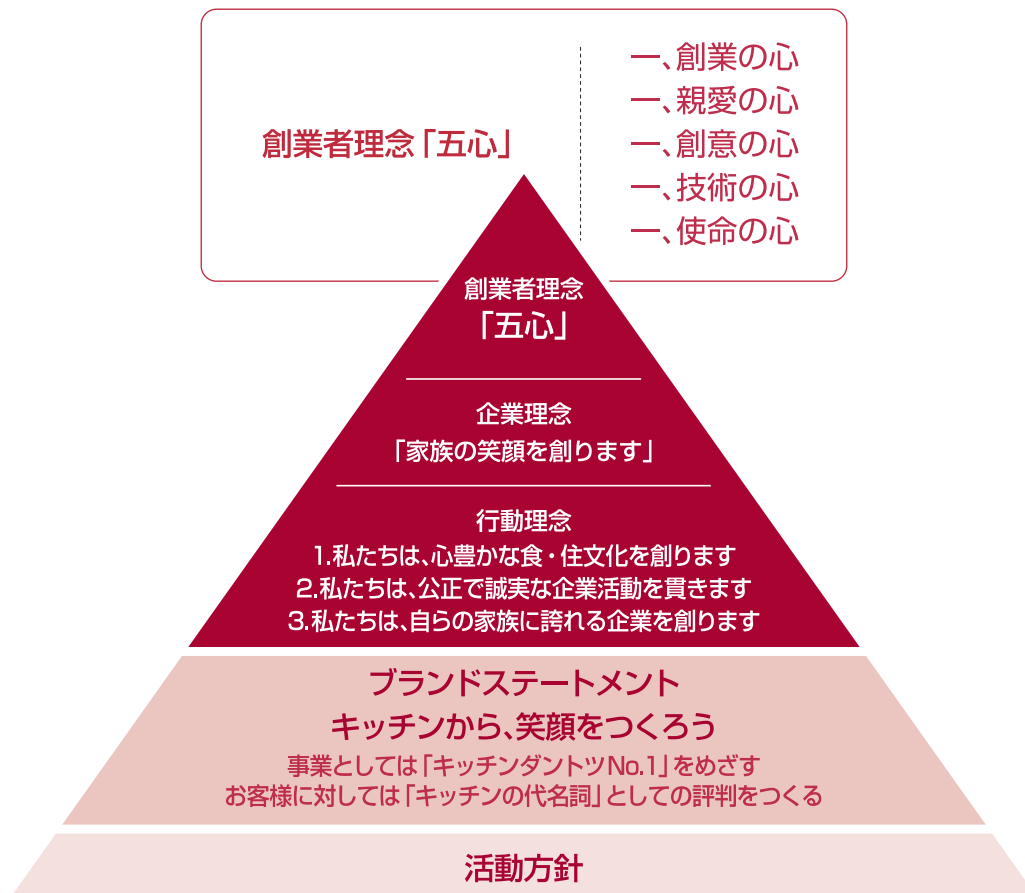 創業者理念「五心」
一、創業の心
一、親愛の心
一、創意の心
一、技術の心
一、使命の心
創業者理念
「五心」
企業理念
「家族の笑顔を創ります」
行動理念
1.私たちは、心豊かな食・住文化を創ります
2.私たちは、公正で誠実な企業活動を貫きます
3.私たちは、自らの家族に誇れる企業を創ります
ブランドステートメント
キッチンから、笑顔をつくろう
事業としては「キッチンダントツNo.1」をめざす
お客様に対しては「キッチンの代名詞」としての評判をつくる
活動方針